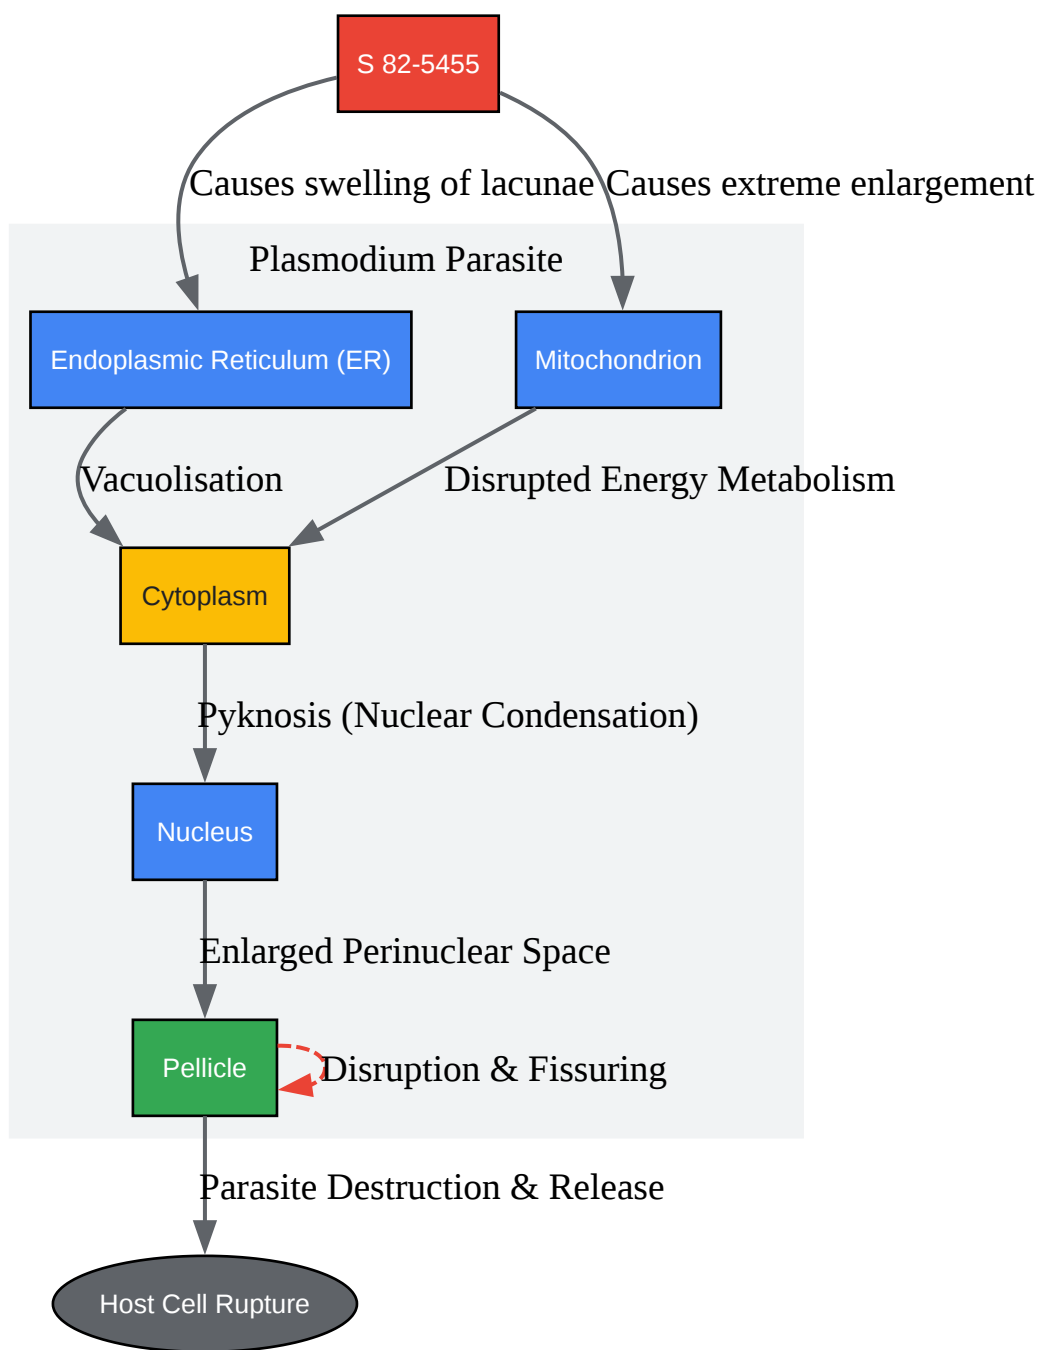 S 82-5455
Causes swelling of lacunae
Causes extreme enlargement
Plasmodium Parasite
Endoplasmic Reticulum (ER)
Mitochondrion
Vacuolisation
Disrupted Energy Metabolism
Cytoplasm
Pyknosis (Nuclear Condensation)
Nucleus
Enlarged Perinuclear Space
Pellicle
Disruption & Fissuring
Parasite Destruction & Release
Host Cell Rupture